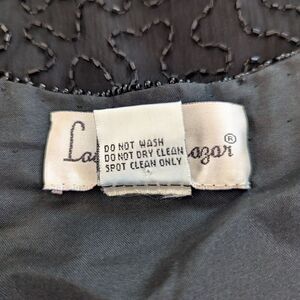 La azar®
DO NOT WASH
DO NOT DRY CLEAN
SPOT CLEAN ONLY